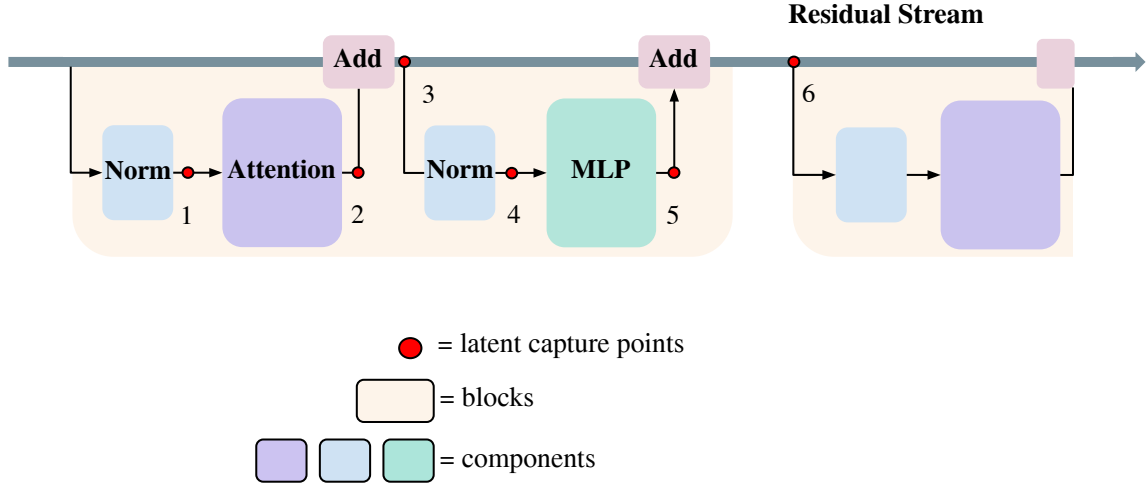 Residual Stream
Add
Add
3
6
Norm
Attention
Norm
MLP
1
2
4
5
= latent capture points
= blocks
= components